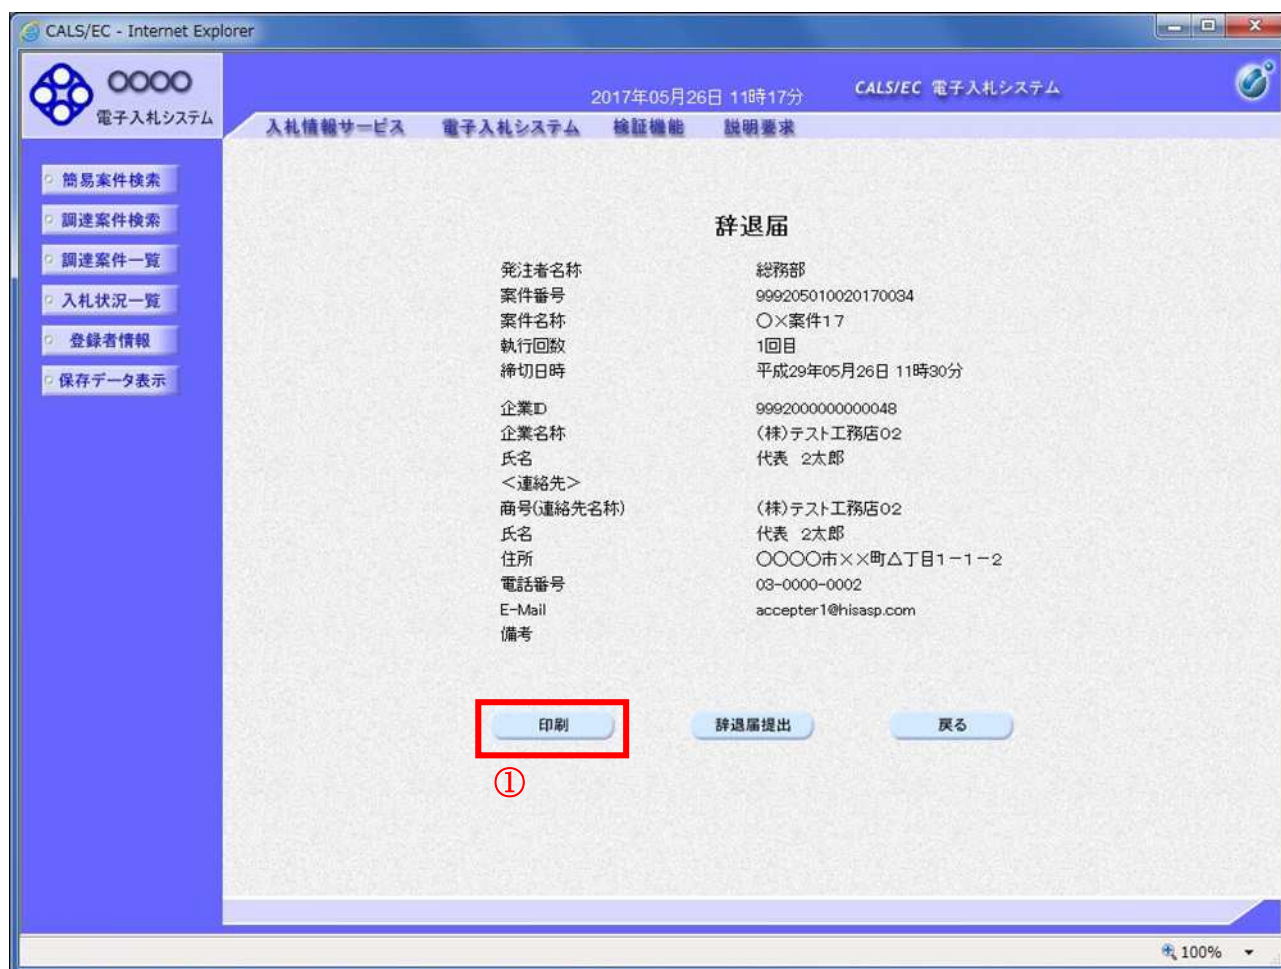 CALS/EC - Internet Explorer
〇〇〇〇
電子入札システム
2017年05月26日 11時17分
CALS/EC 電子入札システム
入札情報サービス 電子入札システム 検証機能 説明要求
簡易案件検索
調達案件検索
調達案件一覧
入札状況一覧
登録者情報
保存データ表示
辞退届
発注者名称 総務部
案件番号 999205010020170034
案件名称 〇×案件17
執行回数 1回目
締切日時 平成29年05月26日 11時30分
企業ID 9992000000000048
企業名称 (株)テスト工務店02
氏名 代表 2太郎
<連絡先>
商号(連絡先名称) (株)テスト工務店02
氏名 代表 2太郎
住所 〇〇〇〇市××町△丁目1-1-2
電話番号 03-0000-0002
E-Mail accepter1@hisasp.com
備考
印刷 辞退届提出 戻る
①
100%